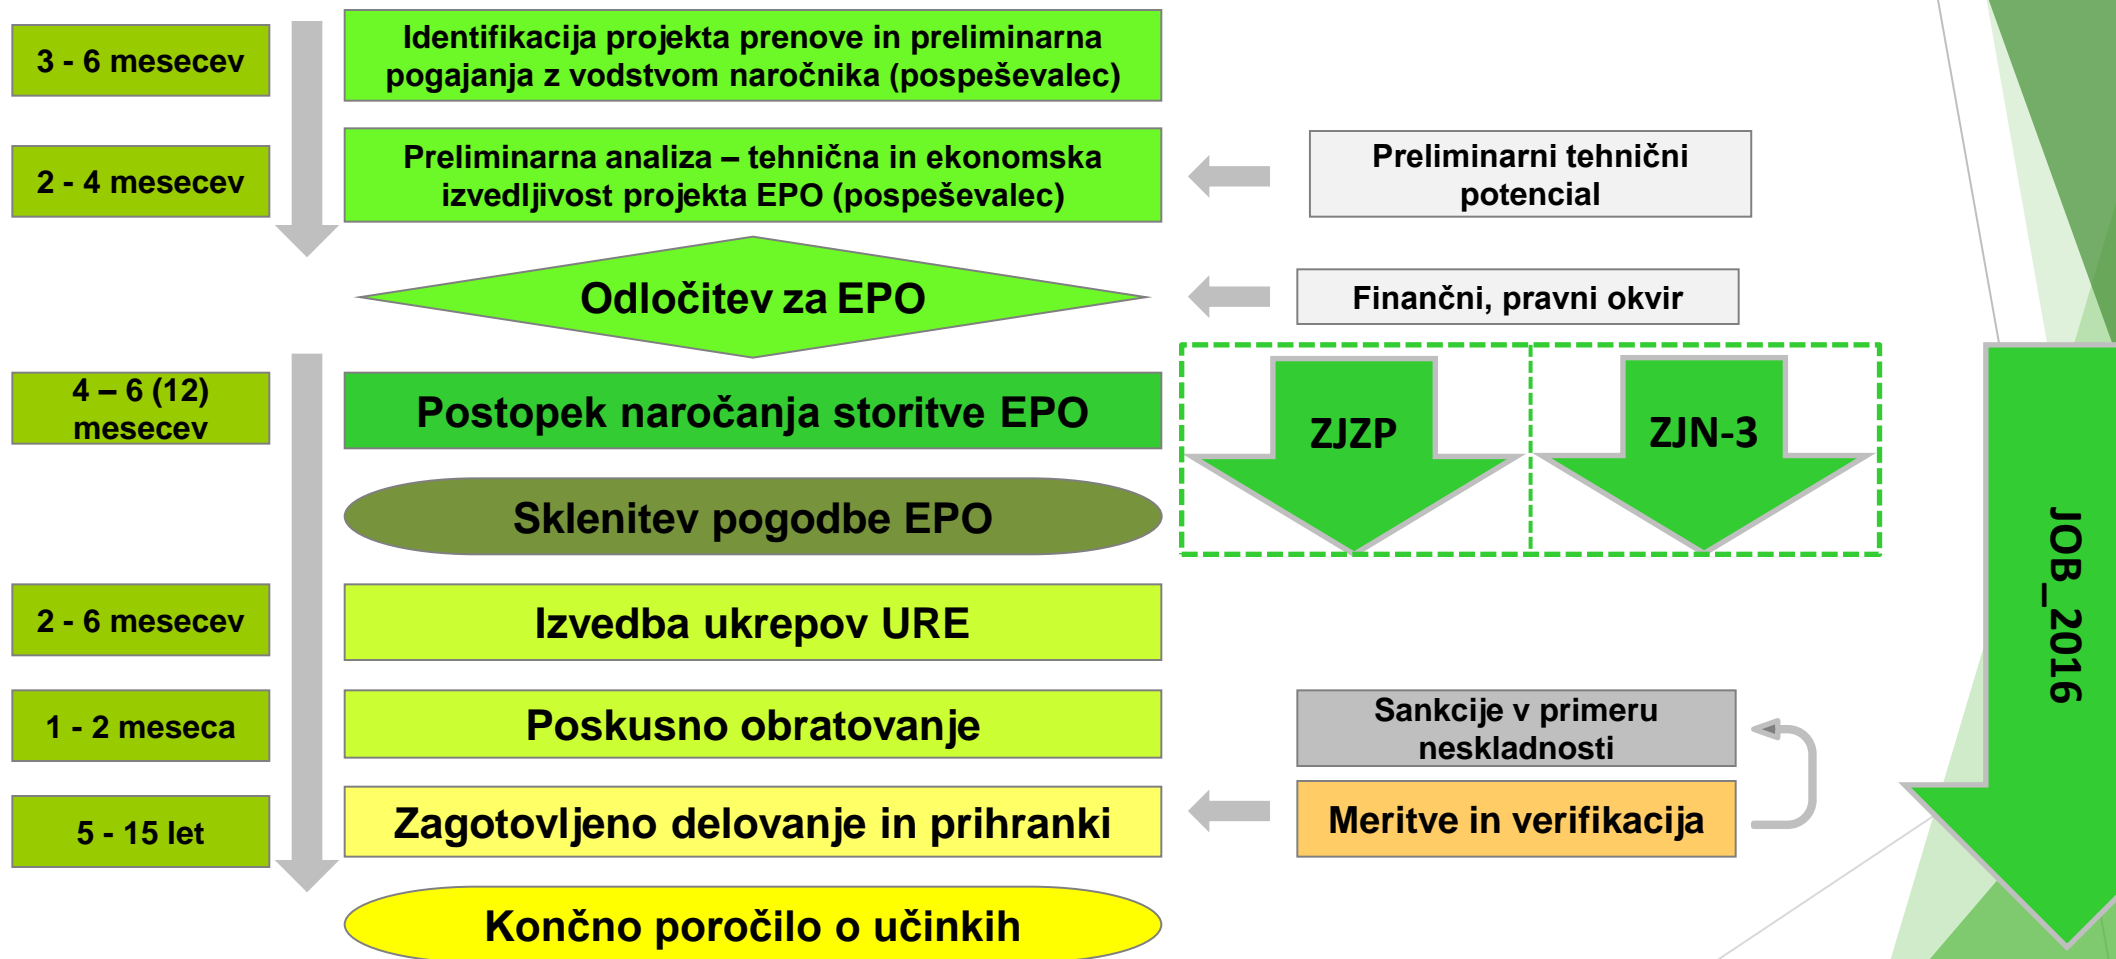 3 - 6 mesecev
Identifikacija projekta prenove in preliminarna
pogajanja z vodstvom naročnika (pospeševalec)
2 - 4 mesecev
Preliminarna analiza – tehnična in ekonomska
izvedljivost projekta EPO (pospeševalec)
Preliminarni tehnični
potencial
Odločitev za EPO
Finančni, pravni okvir
4 – 6 (12)
mesecev
Postopek naročanja storitve EPO
ZJZP
ZJN-3
Sklenitev pogodbe EPO
JOB_2016
2 - 6 mesecev
Izvedba ukrepov URE
1 - 2 meseca
Poskusno obratovanje
Sankcije v primeru
neskladnosti
5 - 15 let
Zagotovljeno delovanje in prihranki
Meritve in verifikacija
Končno poročilo o učinkih